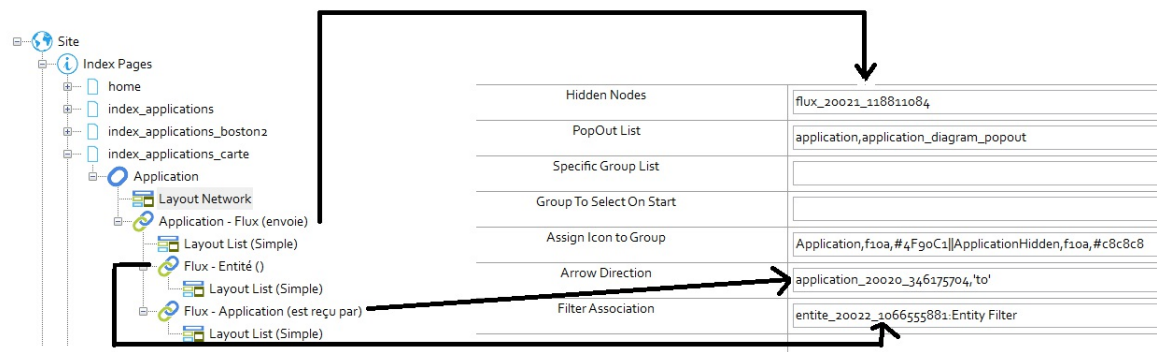 Site
Index Pages
home
index_applications
index_applications_boston2
index_applications_carte
Application
Layout Network
Application - Flux (envoie)
Layout List (Simple)
Flux - Entité ()
Layout List (Simple)
Flux - Application (est reçu par)
Layout List (Simple)
Hidden Nodes
flux_20021_118811084
PopOut List
application,application_diagram_popout
Specific Group List
Group To Select On Start
Assign Icon to Group
Application,f10a,#4F90C1||ApplicationHidden,f10a,#c8c8c8
Arrow Direction
application_20020_346175704,'to'
Filter Association
entite_20022_1066555881:Entity Filter